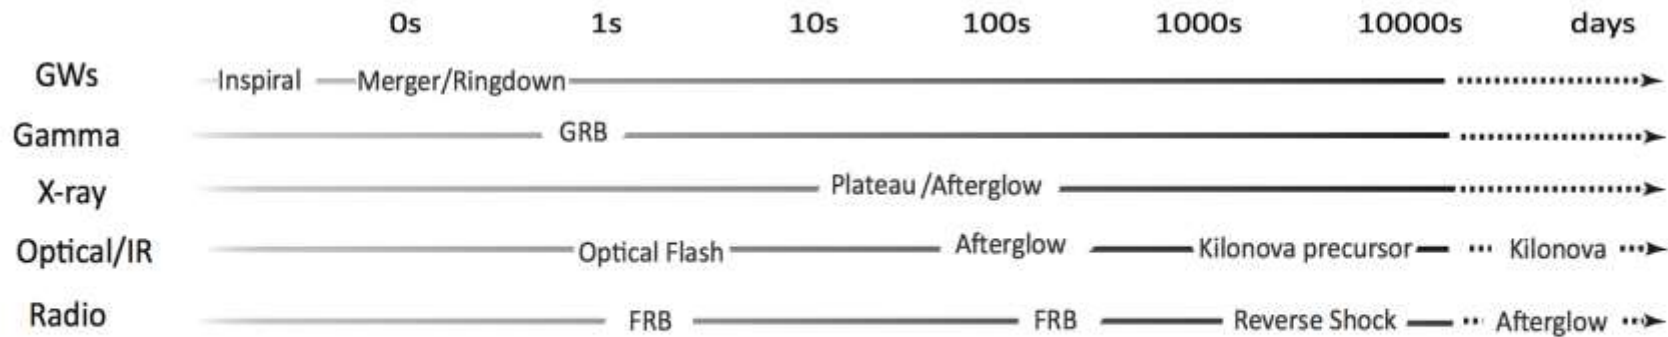 0s 1s 10s 100s 1000s 10000s days
GWs Inspiral Merger/Ringdown
Gamma GRB
X-ray Plateau/Afterglow
Optical/IR Optical Flash Afterglow Kilonova precursor Kilonova
Radio FRB FRB Reverse Shock Afterglow